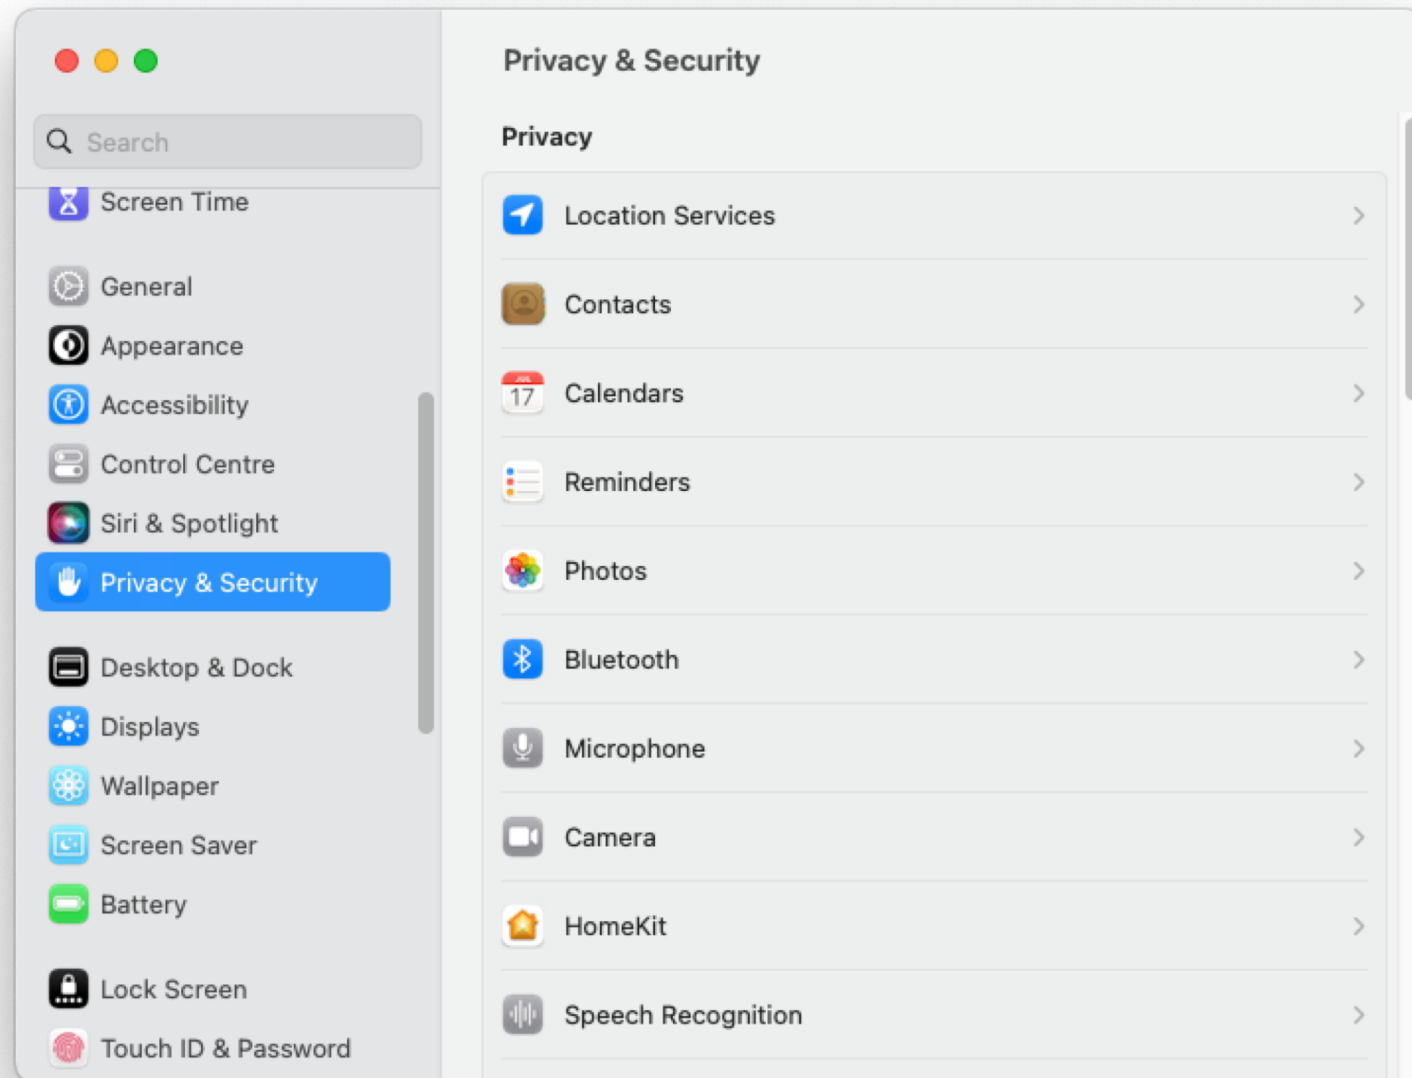 Privacy & Security
Search
Screen Time
General
Appearance
Accessibility
Control Centre
Siri & Spotlight
Privacy & Security
Desktop & Dock
Displays
Wallpaper
Screen Saver
Battery
Lock Screen
Touch ID & Password
Privacy
Location Services
Contacts
17
Calendars
Reminders
Photos
Bluetooth
Microphone
Camera
HomeKit
Speech Recognition